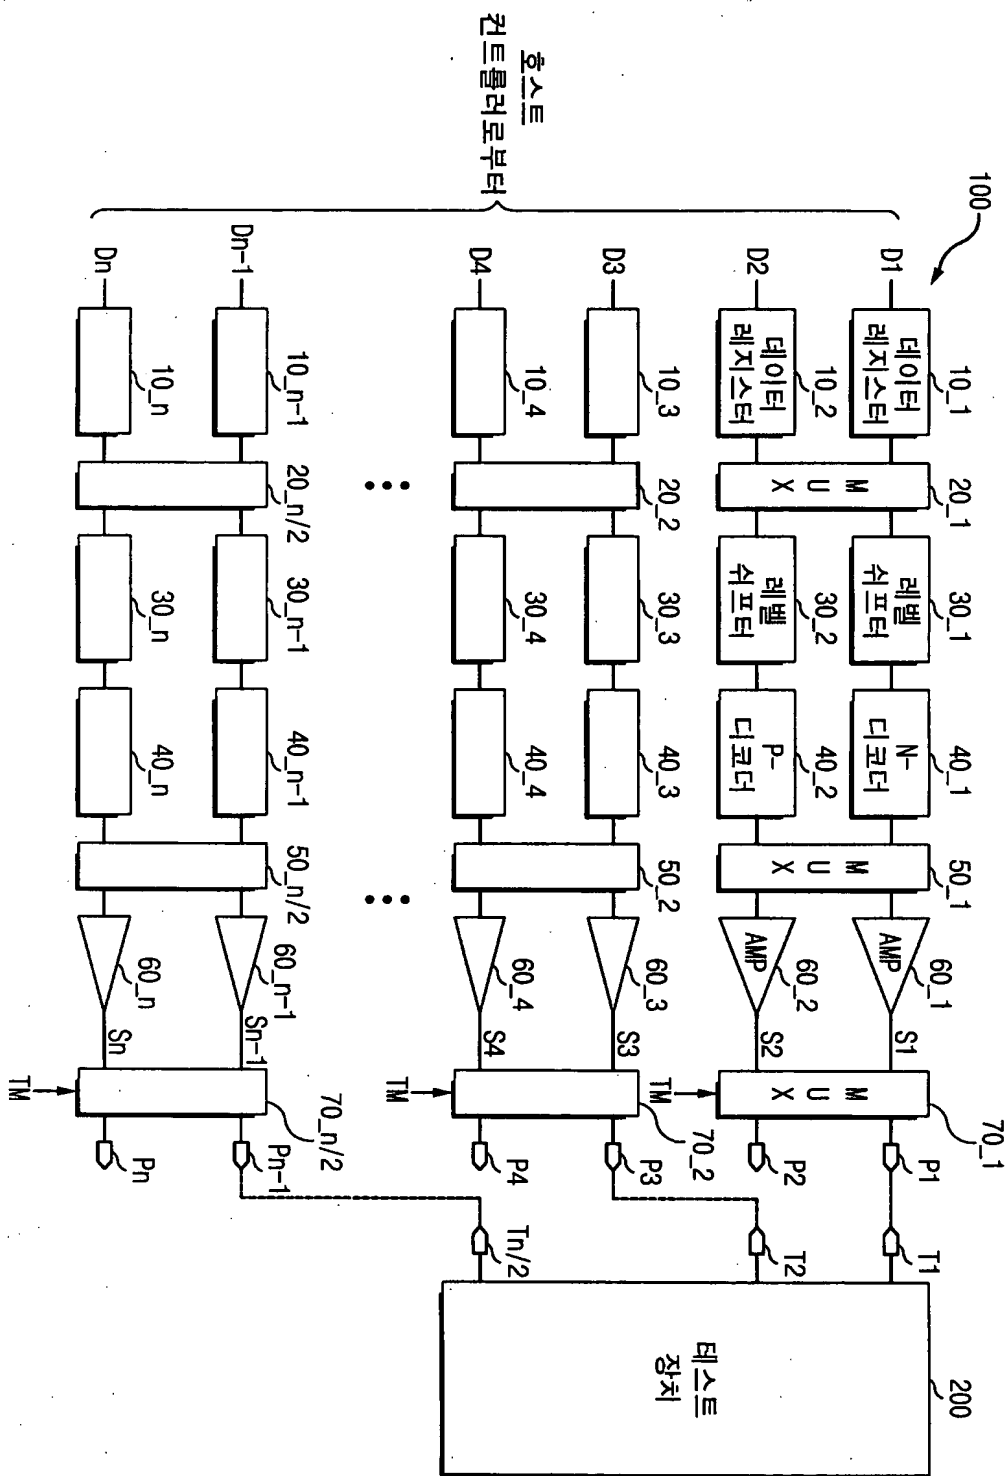 100
호스트
컨트롤러로부터
D1
데이터
레지스터
10_1
MUX
20_1
레벨
쉬프터
30_1
N-
디코더
40_1
MUX
50_1
AMP
60_1
S1
MUX
70_1
P1
T1
200
D2
데이터
레지스터
10_2
레벨
쉬프터
30_2
P-
디코더
40_2
AMP
60_2
S2
TM
P2
T2
테스트
장치
D3
10_3
20_2
30_3
40_3
50_2
60_3
S3
70_2
P3
D4
10_4
30_4
40_4
60_4
S4
TM
P4
Tn/2
Dn-1
10_n-1
20_n/2
30_n-1
40_n-1
50_n/2
60_n-1
Sn-1
70_n/2
Pn-1
Dn
10_n
30_n
40_n
60_n
Sn
TM
Pn